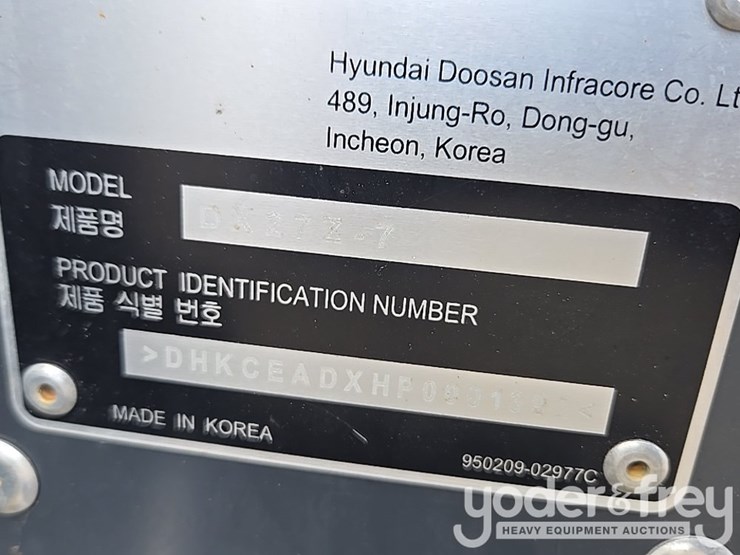 Hyundai Doosan Infracore Co. Lt
489, Injung-Ro, Dong-gu,
Incheon, Korea
MODEL
제품명
PRODUCT IDENTIFICATION NUMBER
제품 식별 번호
MADE IN KOREA
950209-02977C
yoder&frey
HEAVY EQUIPMENT AUCTIONS